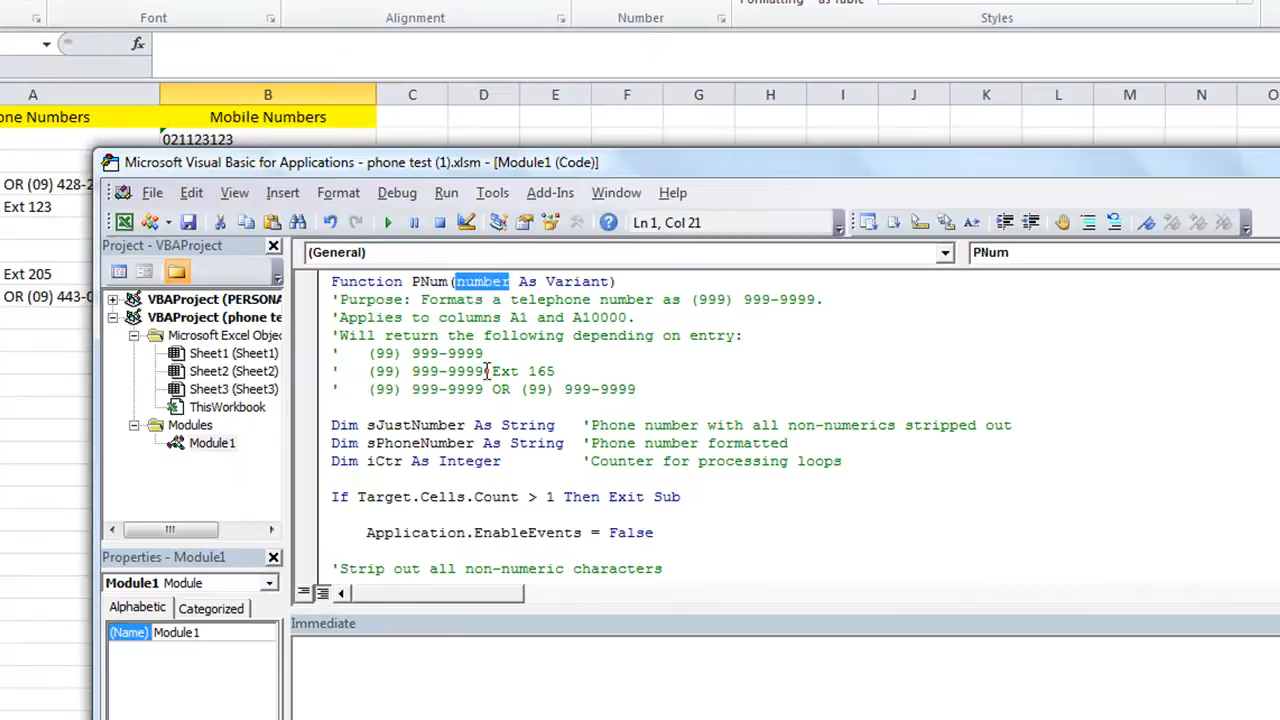 Font
Alignment
Number
Styles
fx
A B C D E F G H I J K L M N O
one Numbers Mobile Numbers
021123123
OR (09) 428-2
Ext 123
Ext 205
OR (09) 443-0
Microsoft Visual Basic for Applications - phone test (1).xlsm - [Module1 (Code)]
File Edit View Insert Format Debug Run Tools Add-Ins Window Help
Ln 1, Col 21
Project - VBAProject
VBAProject (PERSONA
VBAProject (phone te
Microsoft Excel Objec
Sheet1 (Sheet1)
Sheet2 (Sheet2)
Sheet3 (Sheet3)
ThisWorkbook
Modules
Module1
Properties - Module1
Module1 Module
Alphabetic Categorized
(Name) Module1
(General) PNum
Function PNum(number As Variant)
'Purpose: Formats a telephone number as (999) 999-9999.
'Applies to columns A1 and A10000.
'Will return the following depending on entry:
' (99) 999-9999
' (99) 999-9999 Ext 165
' (99) 999-9999 OR (99) 999-9999
Dim sJustNumber As String 'Phone number with all non-numerics stripped out
Dim sPhoneNumber As String 'Phone number formatted
Dim iCtr As Integer 'Counter for processing loops
If Target.Cells.Count > 1 Then Exit Sub
Application.EnableEvents = False
'Strip out all non-numeric characters
Immediate